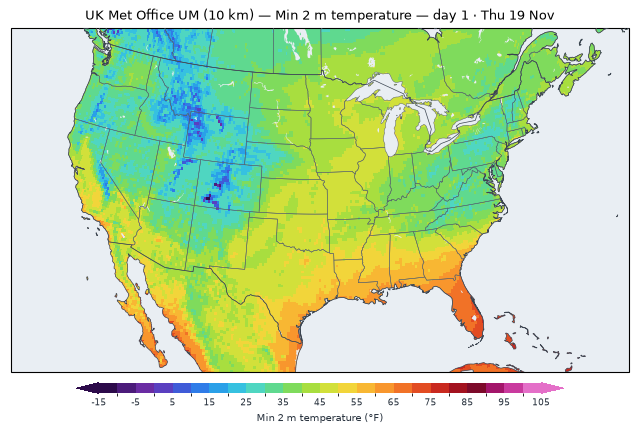 UK Met Office UM (10 km) — Min 2 m temperature — day 1 · Thu 19 Nov
-15 -5 5 15 25 35 45 55 65 75 85 95 105
Min 2 m temperature (°F)